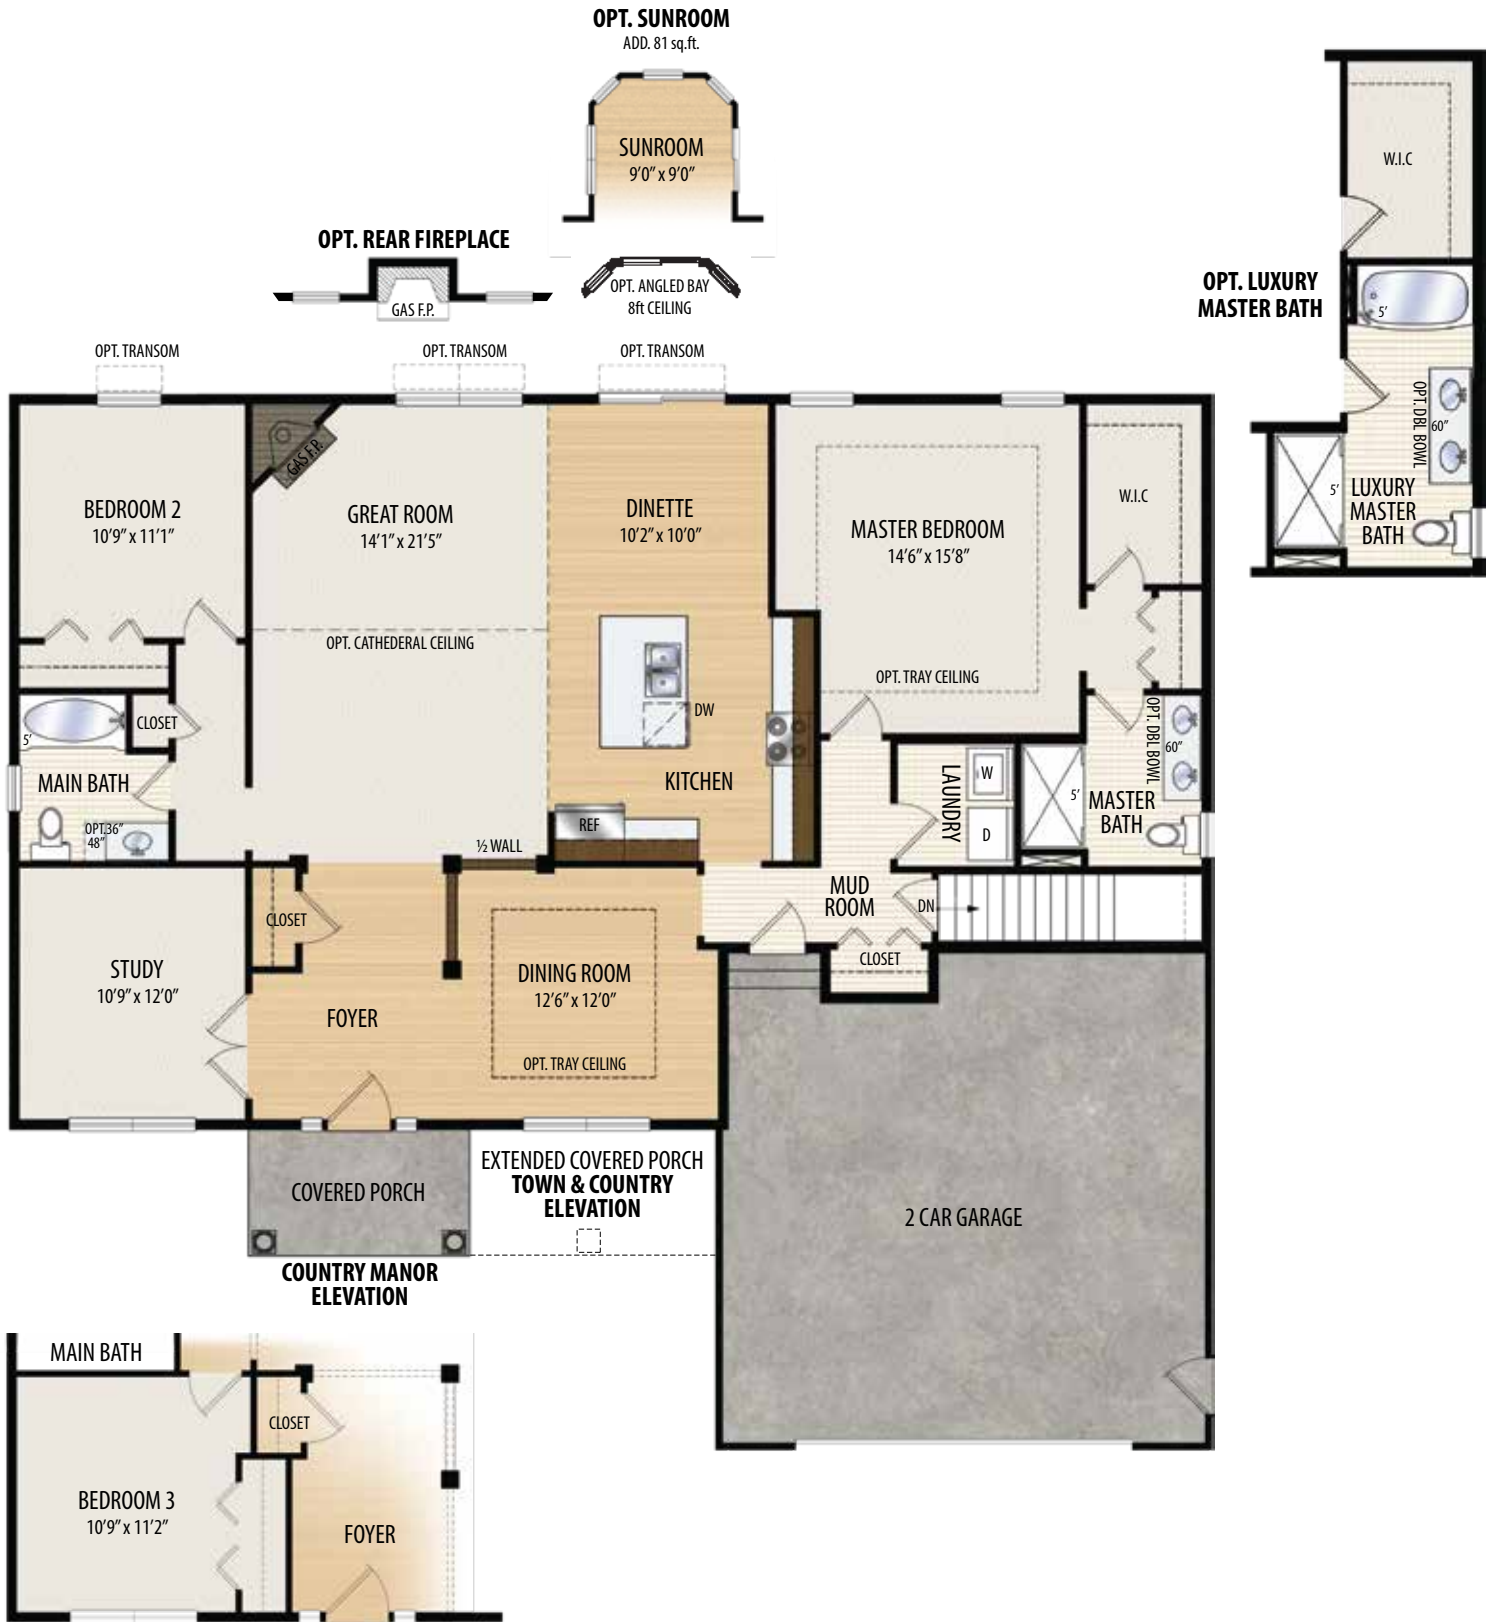 OPT. SUNROOM
ADD. 81 sq.ft.
SUNROOM
9'0" x 9'0"
OPT. REAR FIREPLACE
GAS F.P.
OPT. ANGLED BAY
8ft CEILING
W.I.C
OPT. LUXURY
MASTER BATH
5'
OPT. DBL BOWL
60"
5'
LUXURY
MASTER
BATH
OPT. TRANSOM
OPT. TRANSOM
OPT. TRANSOM
GAS F.P.
BEDROOM 2
10'9" x 11'1"
GREAT ROOM
14'1" x 21'5"
DINETTE
10'2" x 10'0"
MASTER BEDROOM
14'6" x 15'8"
W.I.C
OPT. CATHEDERAL CEILING
OPT. TRAY CEILING
CLOSET
5'
MAIN BATH
OPT.36"
48"
DW
KITCHEN
REF
½ WALL
LAUNDRY
W
D
OPT. DBL BOWL
60"
5'
MASTER
BATH
MUD
ROOM
DN
CLOSET
CLOSET
STUDY
10'9" x 12'0"
FOYER
DINING ROOM
12'6" x 12'0"
OPT. TRAY CEILING
COVERED PORCH
EXTENDED COVERED PORCH
TOWN & COUNTRY
ELEVATION
2 CAR GARAGE
COUNTRY MANOR
ELEVATION
MAIN BATH
CLOSET
BEDROOM 3
10'9" x 11'2"
FOYER